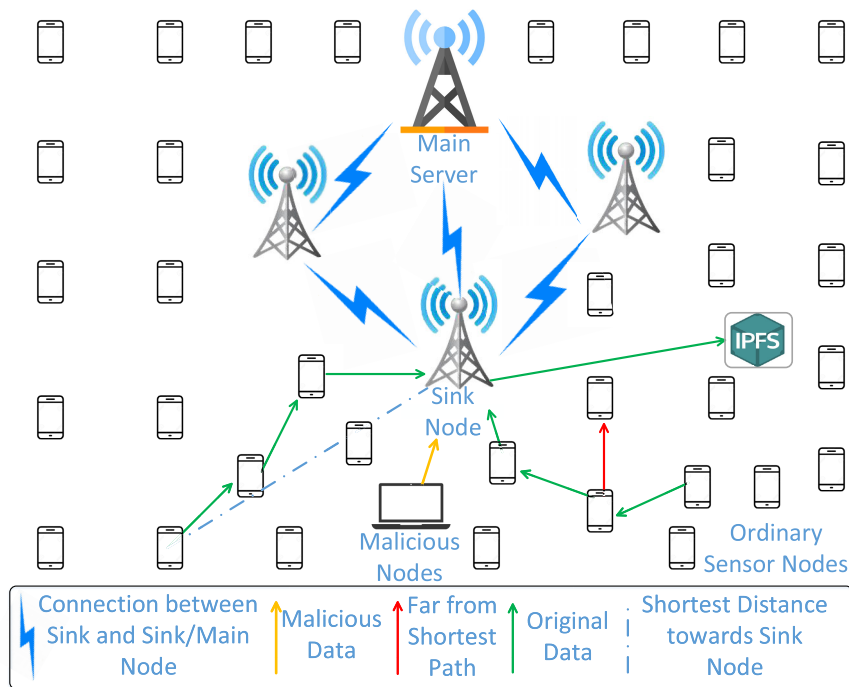 Main
Server
IPFS
Sink
Node
Malicious
Nodes
Ordinary
Sensor Nodes
Connection between
Sink and Sink/Main
Node
Malicious
Data
Far from
Shortest
Path
Original
Data
Shortest Distance
towards Sink
Node